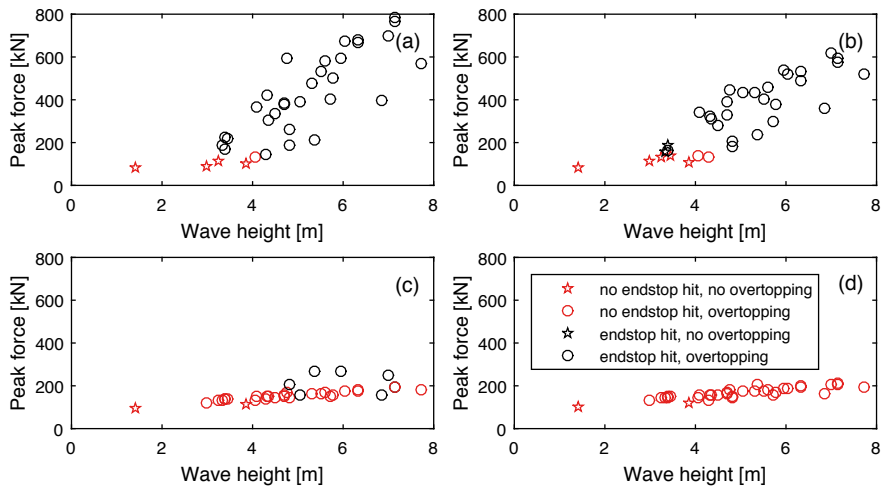 (a)
Peak force [kN]
800
600
400
200
0
0 2 4 6 8
Wave height [m]
(b)
Peak force [kN]
800
600
400
200
0
0 2 4 6 8
Wave height [m]
(c)
Peak force [kN]
800
600
400
200
0
0 2 4 6 8
Wave height [m]
(d)
Peak force [kN]
800
600
400
200
0
no endstop hit, no overtopping
no endstop hit, overtopping
endstop hit, no overtopping
endstop hit, overtopping
0 2 4 6 8
Wave height [m]